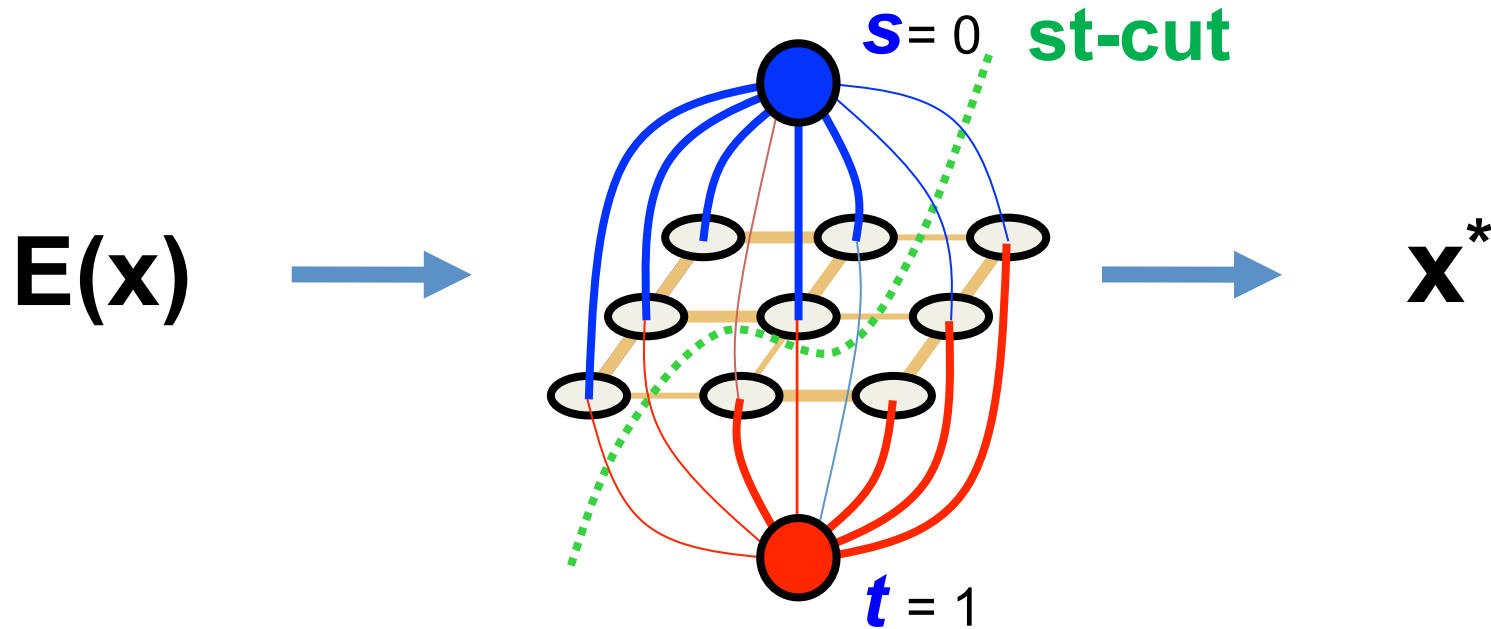 E(x)
s = 0
st-cut
t = 1
x*